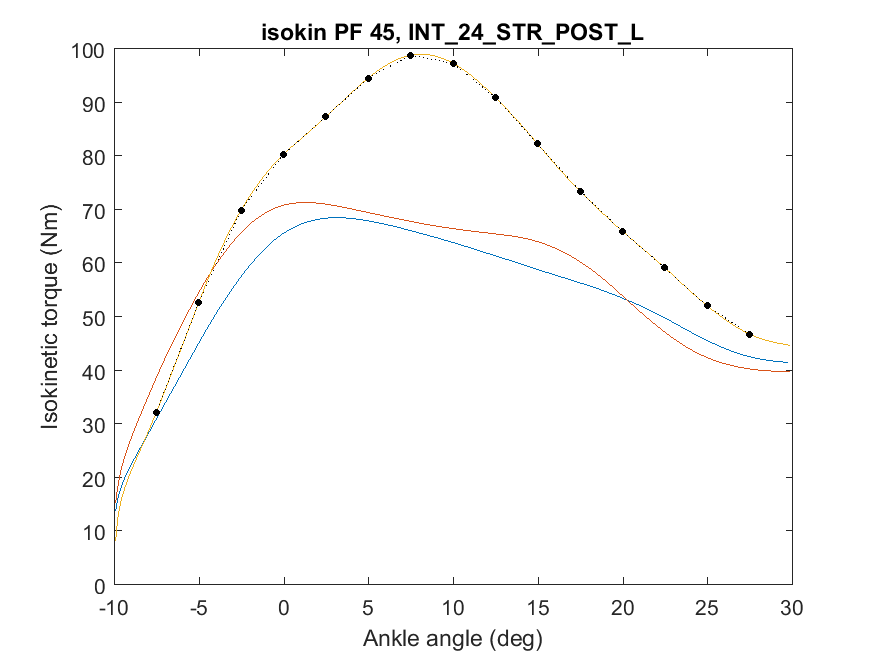 isokin PF 45, INT_24_STR_POST_L
Isokinetic torque (Nm)
100
90
80
70
60
50
40
30
20
10
0
-10 -5 0 5 10 15 20 25 30
Ankle angle (deg)